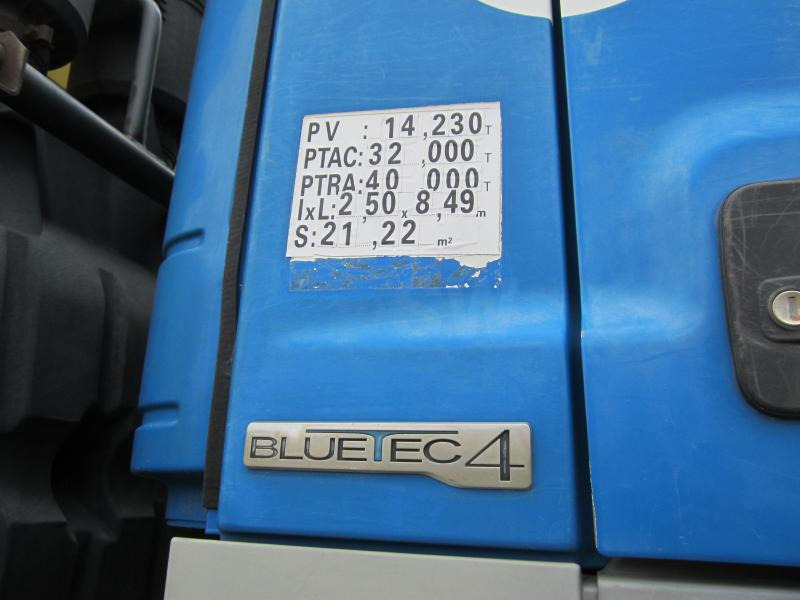 PV : 14,230 T
PTAC: 32,000 T
PTRA: 40 000 T
lxL: 2,50 x 8,49 m
S: 21,22 m²
BLUETEC 4